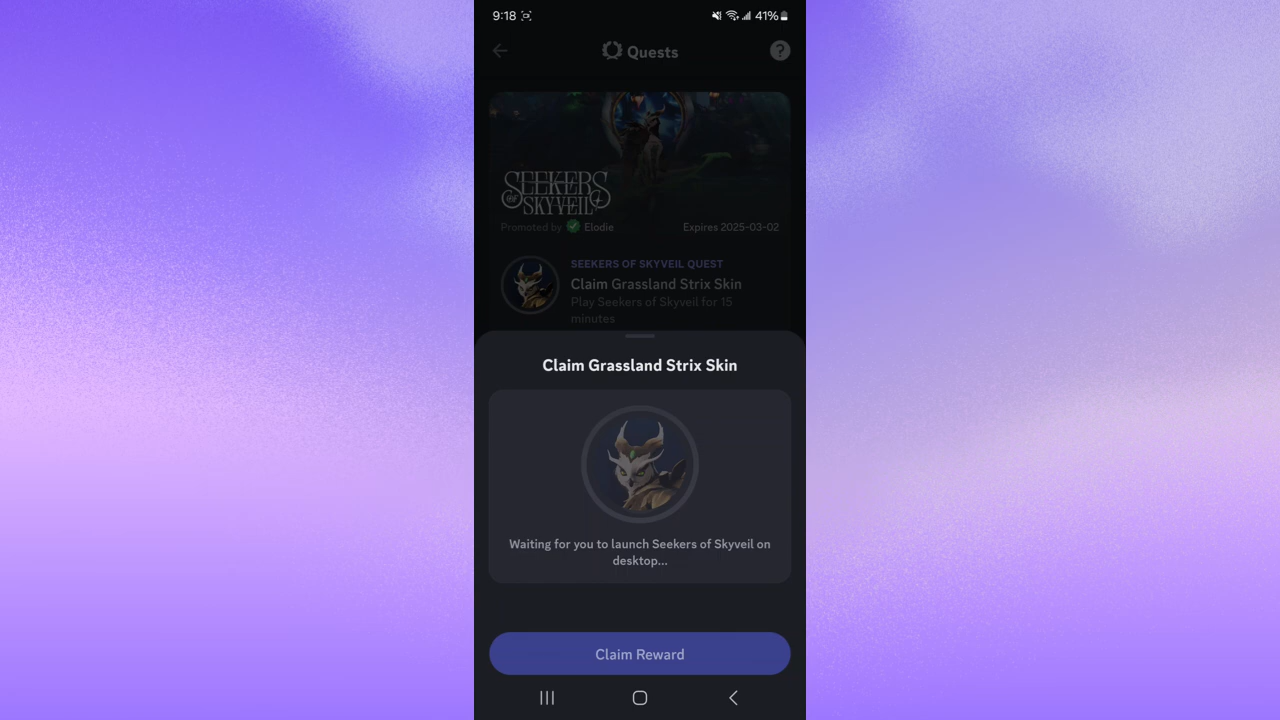 9:18
41%
Quests
?
SEEKERS
OF SKYVEIL
Promoted by Elodie
Expires 2025-03-02
SEEKERS OF SKYVEIL QUEST
Claim Grassland Strix Skin
Play Seekers of Skyveil for 15
minutes
Claim Grassland Strix Skin
Waiting for you to launch Seekers of Skyveil on
desktop...
Claim Reward